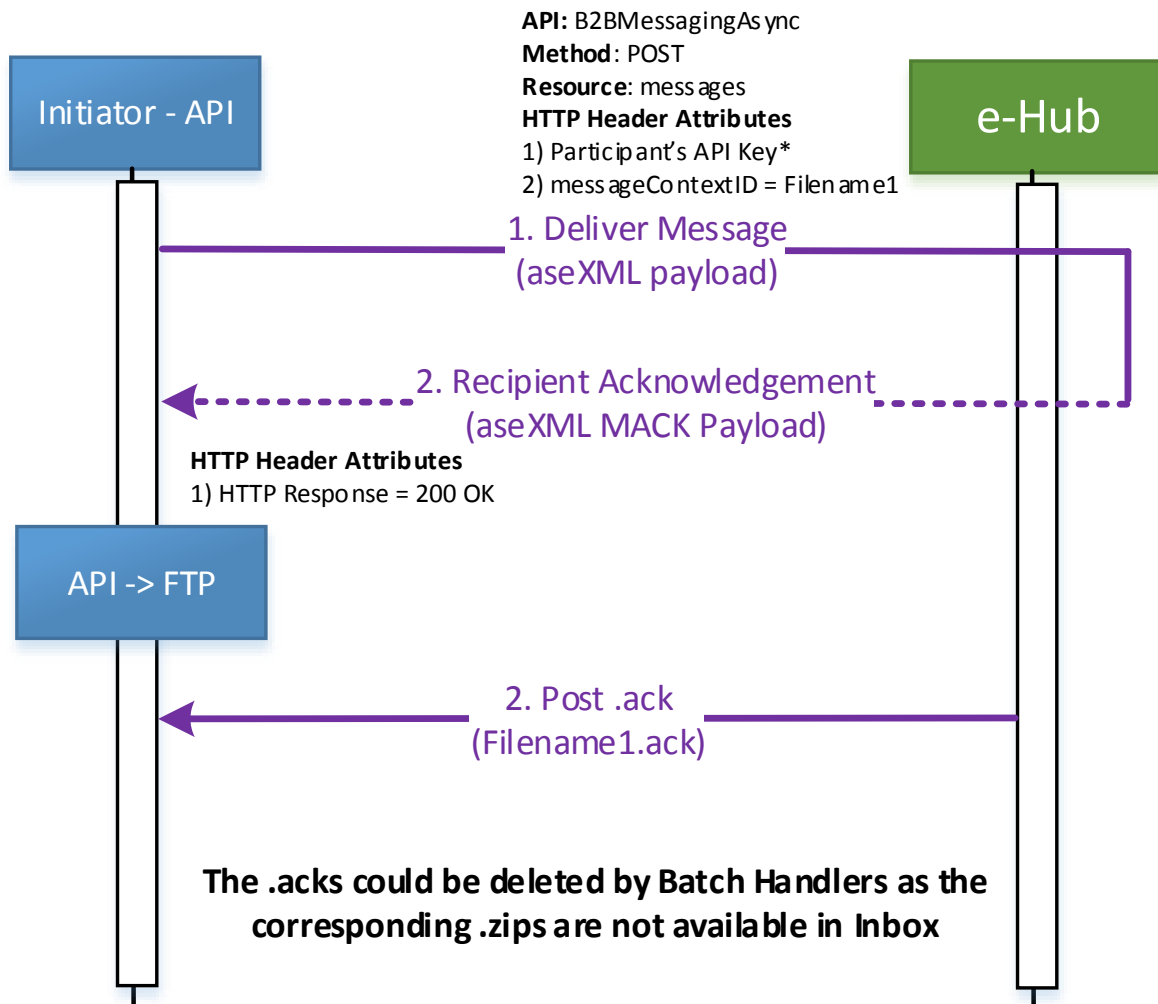 API: B2BMessagingAsync
Method: POST
Resource: messages
HTTP Header Attributes
1) Participant's API Key*
2) messageContextID = Filename1
Initiator - API
e-Hub
1. Deliver Message
(aseXML payload)
2. Recipient Acknowledgement
(aseXML MACK Payload)
HTTP Header Attributes
1) HTTP Response = 200 OK
API -> FTP
2. Post .ack
(Filename1.ack)
The .acks could be deleted by Batch Handlers as the
corresponding .zips are not available in Inbox